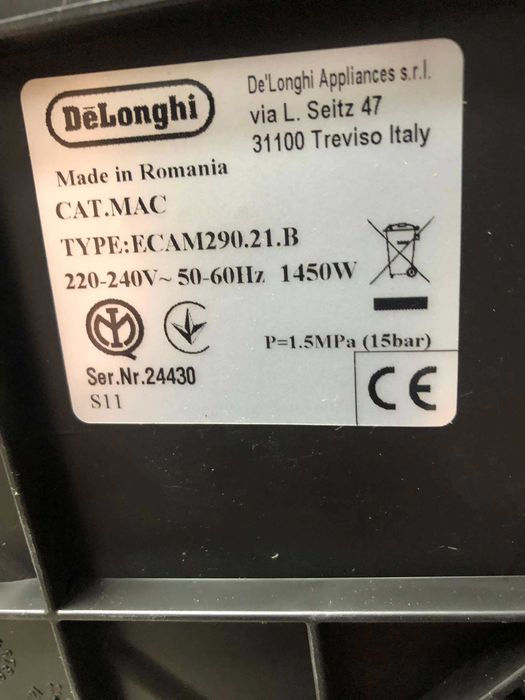 DēLonghi
De'Longhi Appliances s.r.l.
via L. Seitz 47
31100 Treviso Italy
Made in Romania
CAT.MAC
TYPE:ECAM290.21.B
220-240V~ 50-60Hz 1450W
P=1.5MPa (15bar)
Ser.Nr.24430
S11
CE